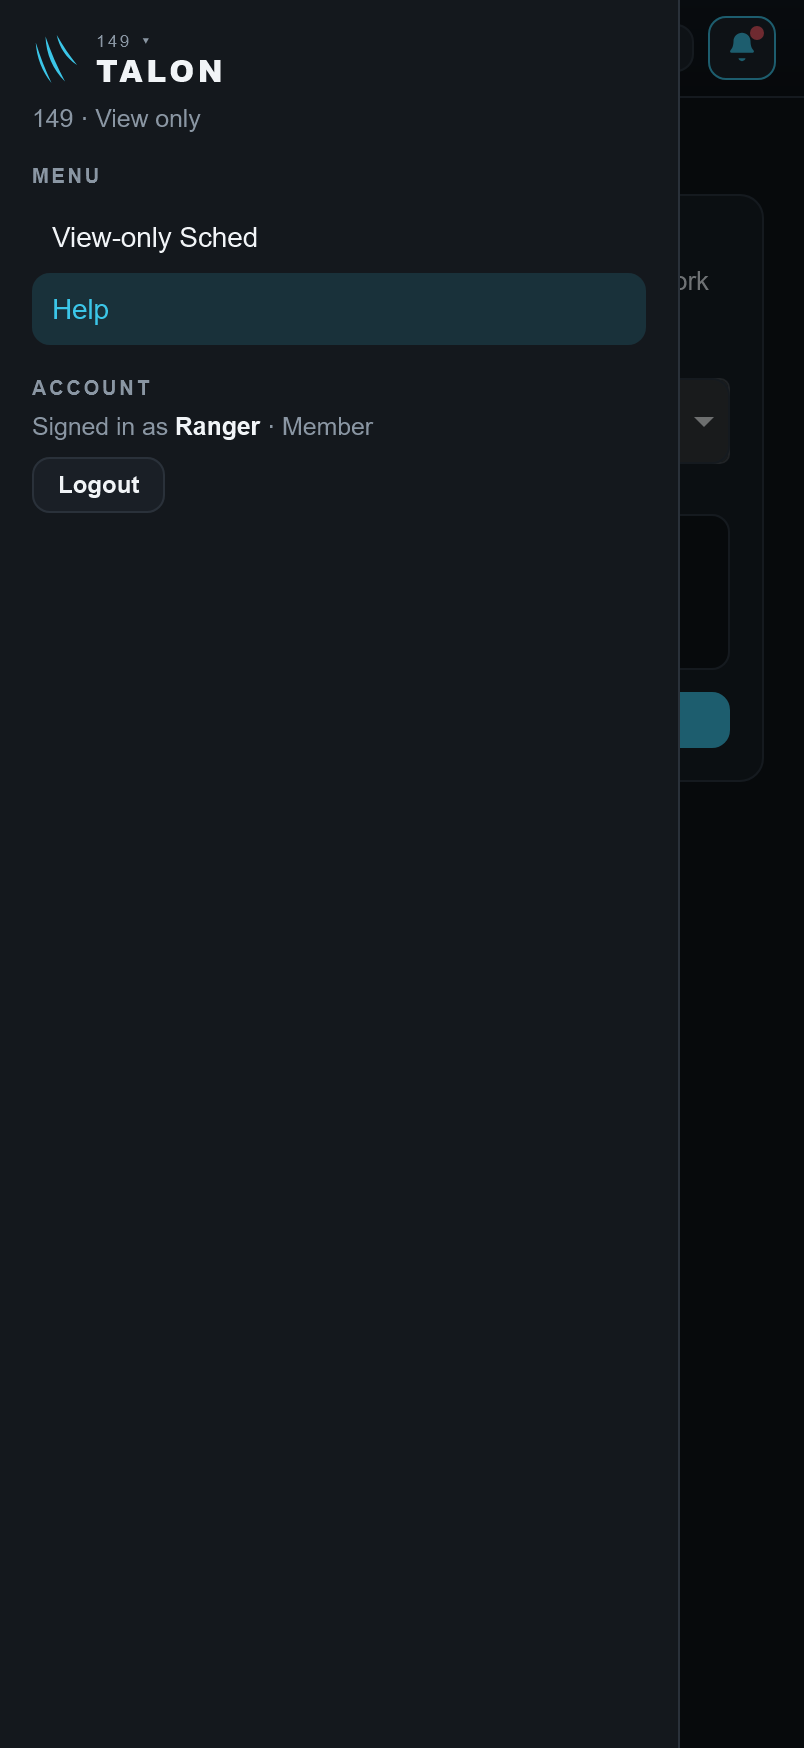 149 ▾
TALON
149 · View only
MENU
View-only Sched
Help
ACCOUNT
Signed in as Ranger · Member
Logout